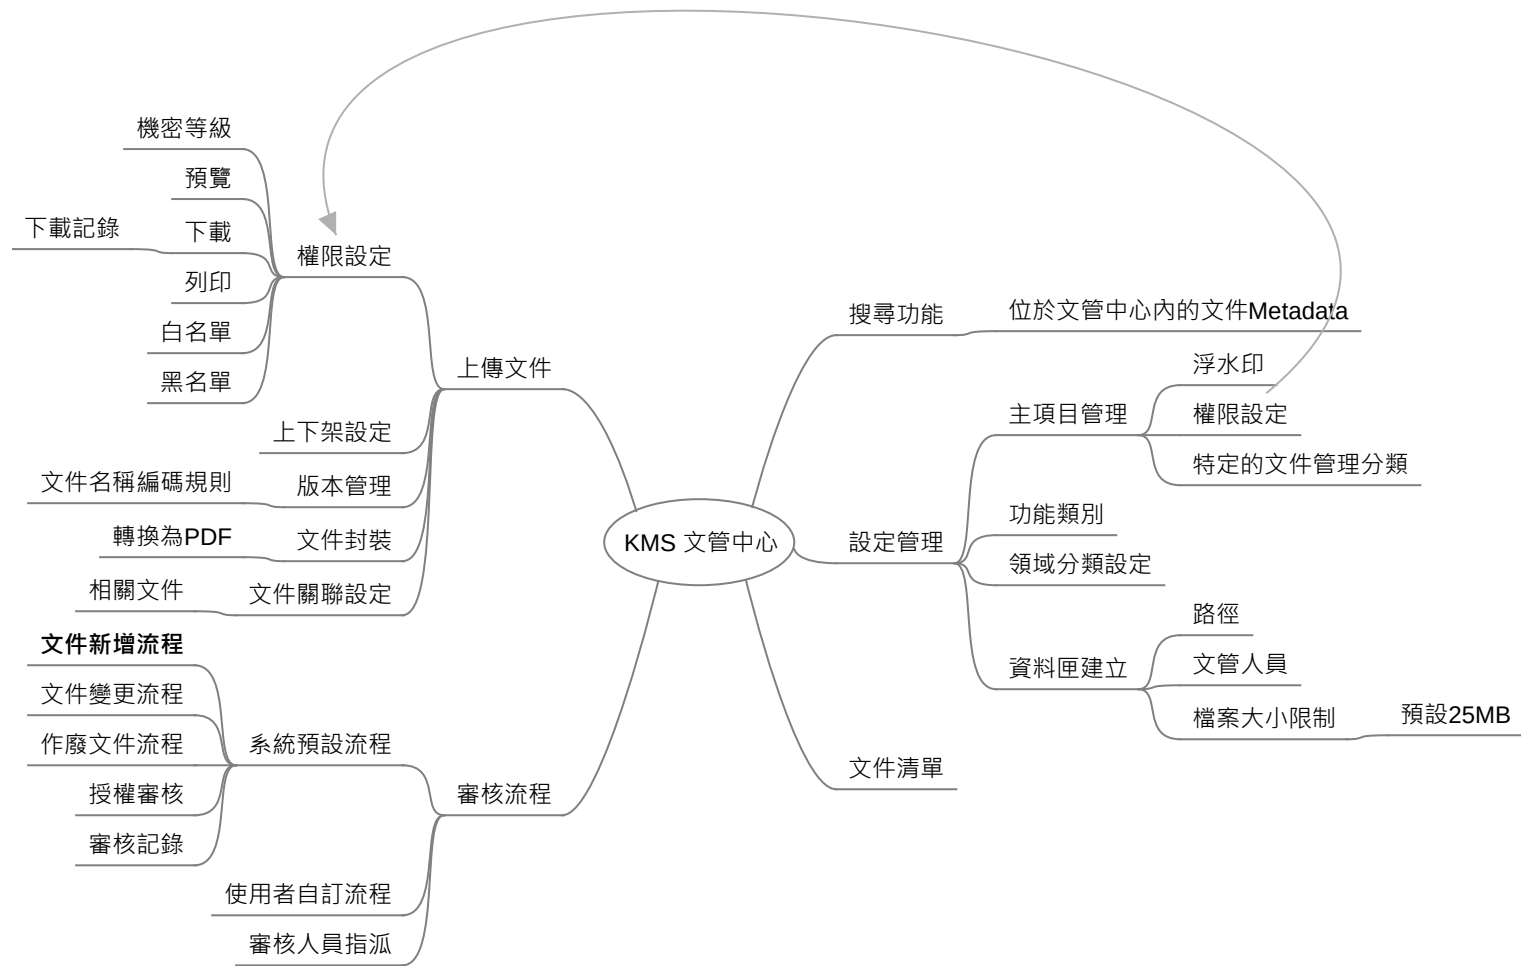 KMS 文管中心
搜尋功能
位於文管中心內的文件Metadata
設定管理
主項目管理
浮水印
權限設定
特定的文件管理分類
功能類別
領域分類設定
資料匣建立
路徑
文管人員
檔案大小限制
預設25MB
文件清單
上傳文件
權限設定
機密等級
預覽
下載
下載記錄
列印
白名單
黑名單
上下架設定
版本管理
文件名稱編碼規則
文件封裝
轉換為PDF
文件關聯設定
相關文件
審核流程
系統預設流程
文件新增流程
文件變更流程
作廢文件流程
授權審核
審核記錄
使用者自訂流程
審核人員指泒